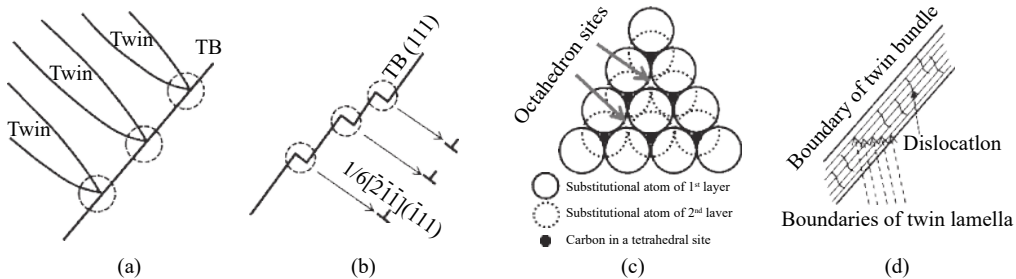 Twin
Twin
Twin
TB
(a)
TB (111)
1/6[2̄1̄1̄](1̄11)
(b)
Octahedron sites
Substitutional atom of 1st layer
Substitutional atom of 2nd laver
Carbon in a tetrahedral site
(c)
Boundary of twin bundle
Dislocatlon
Boundaries of twin lamella
(d)